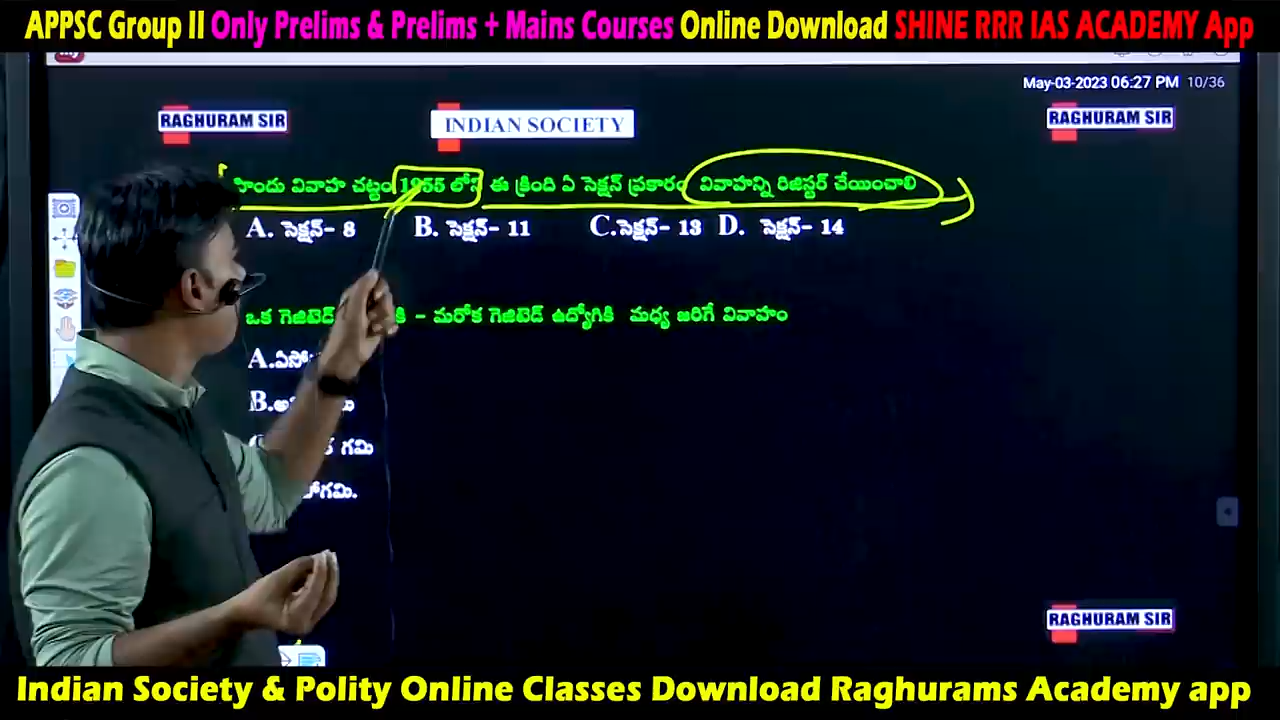 APPSC Group II Only Prelims & Prelims + Mains Courses Online Download SHINE RRR IAS ACADEMY App
May-03-2023 06:27 PM 10/36
RAGHURAM SIR
INDIAN SOCIETY
RAGHURAM SIR
హిందు వివాహ చట్టం 1955 లోని ఈ క్రింది ఏ సెక్షన్ ప్రకారం వివాహన్ని రిజిస్టర్ చేయించాలి
A. సెక్షన్- 8 B. సెక్షన్- 11 C.సెక్షన్- 13 D. సెక్షన్- 14
ఒక గెజిటెడ్ - మరోక గెజిటెడ్ ఉద్యోగికి మధ్య జరిగే వివాహం
A.
B.
గమి
RAGHURAM SIR
Indian Society & Polity Online Classes Download Raghurams Academy app